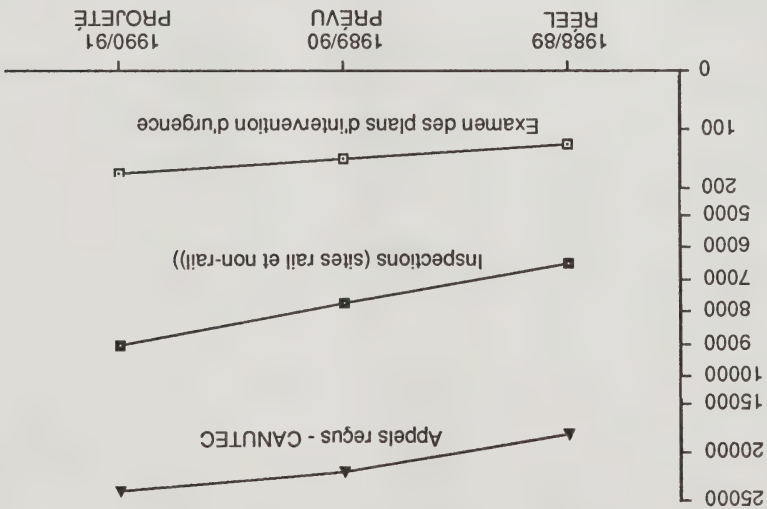 25000
20000
15000
10000
9000
8000
7000
6000
5000
200
100
0
Appels reçus - CANUTEC
Inspections (sites rail et non-rail))
Examen des plans d'intervention d'urgence
1988/89 1989/90 1990/91
RÉEL PRÉVU PROJETÉ